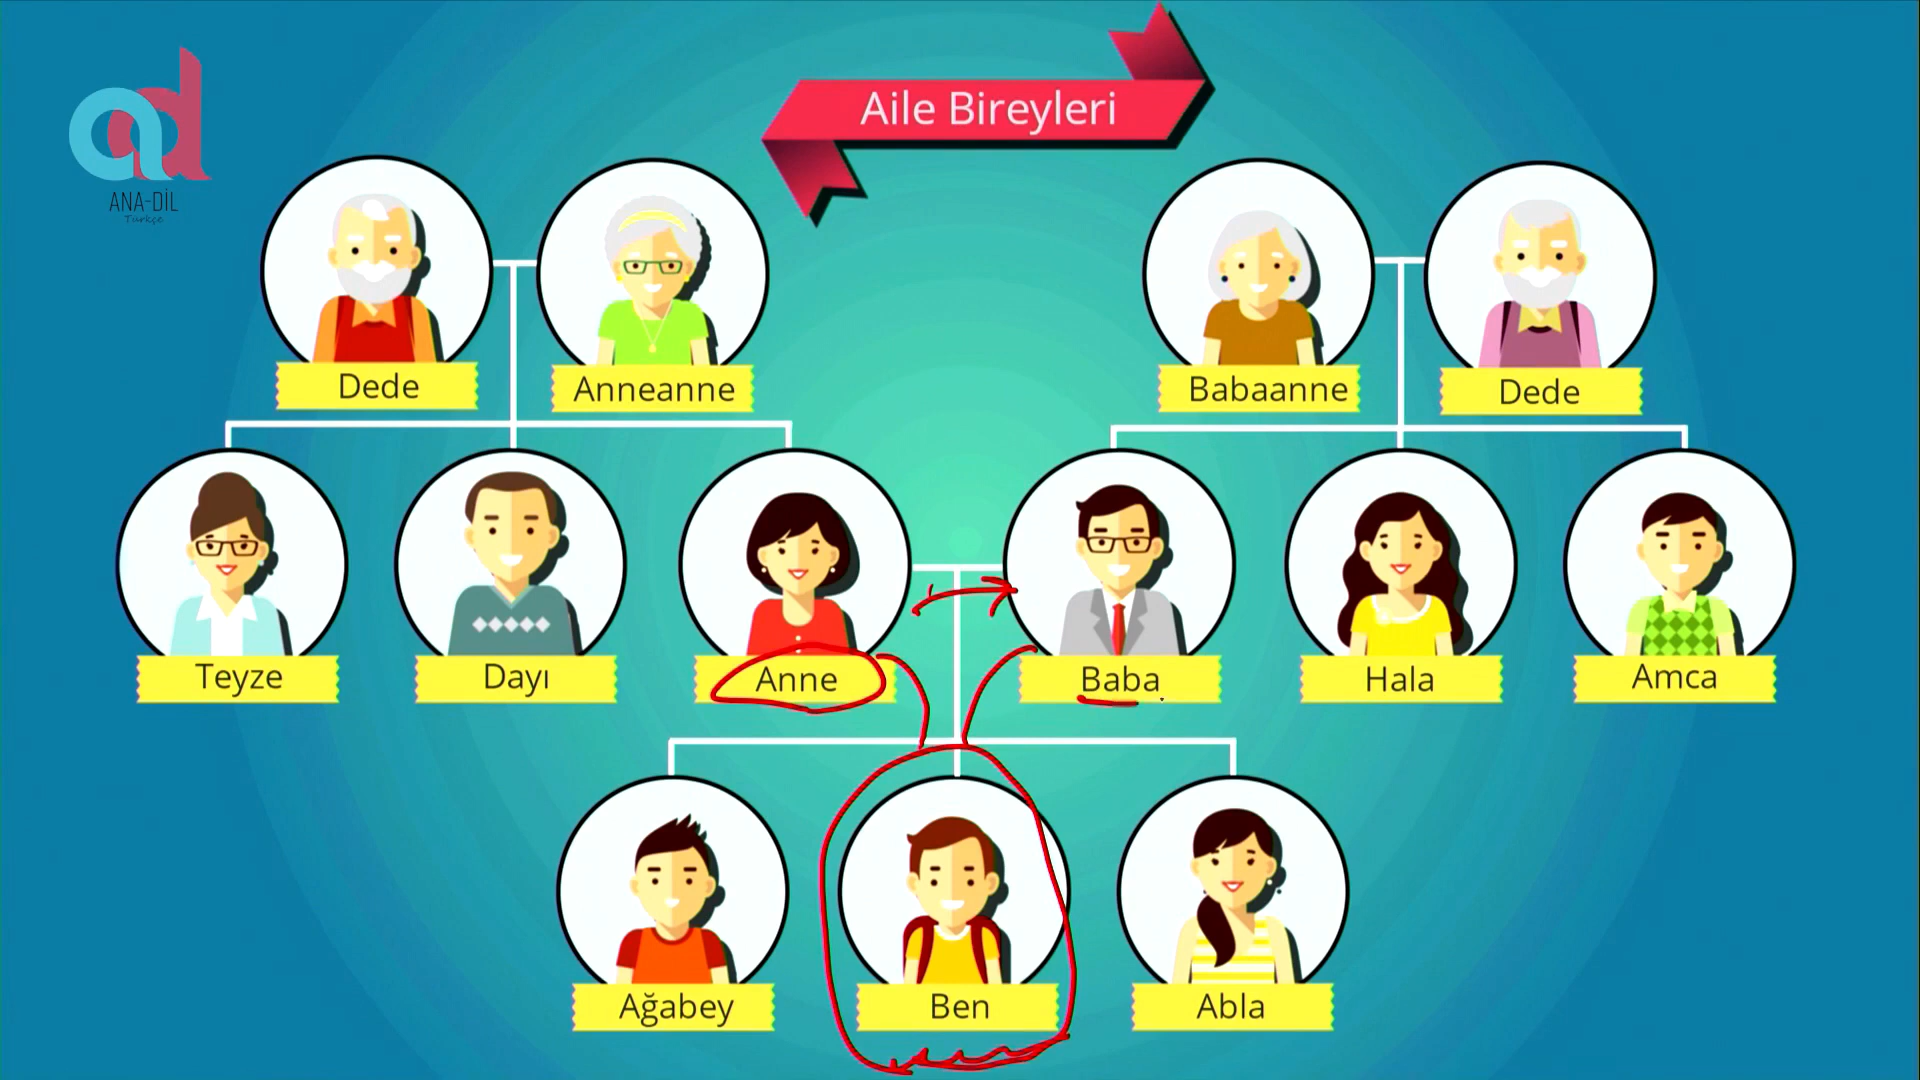 ANA-DİL
Türkçe
Aile Bireyleri
Dede
Anneanne
Babaanne
Dede
Teyze
Dayı
Anne
Baba
Hala
Amca
Ağabey
Ben
Abla